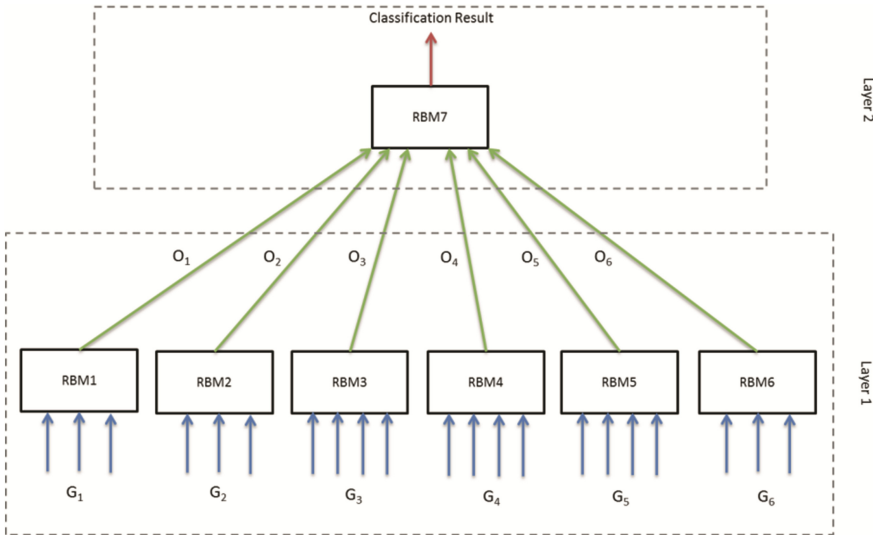 Classification Result
RBM7
Layer 2
O₁
O₂
O₃
O₄
O₅
O₆
RBM1
RBM2
RBM3
RBM4
RBM5
RBM6
Layer 1
G₁
G₂
G₃
G₄
G₅
G₆